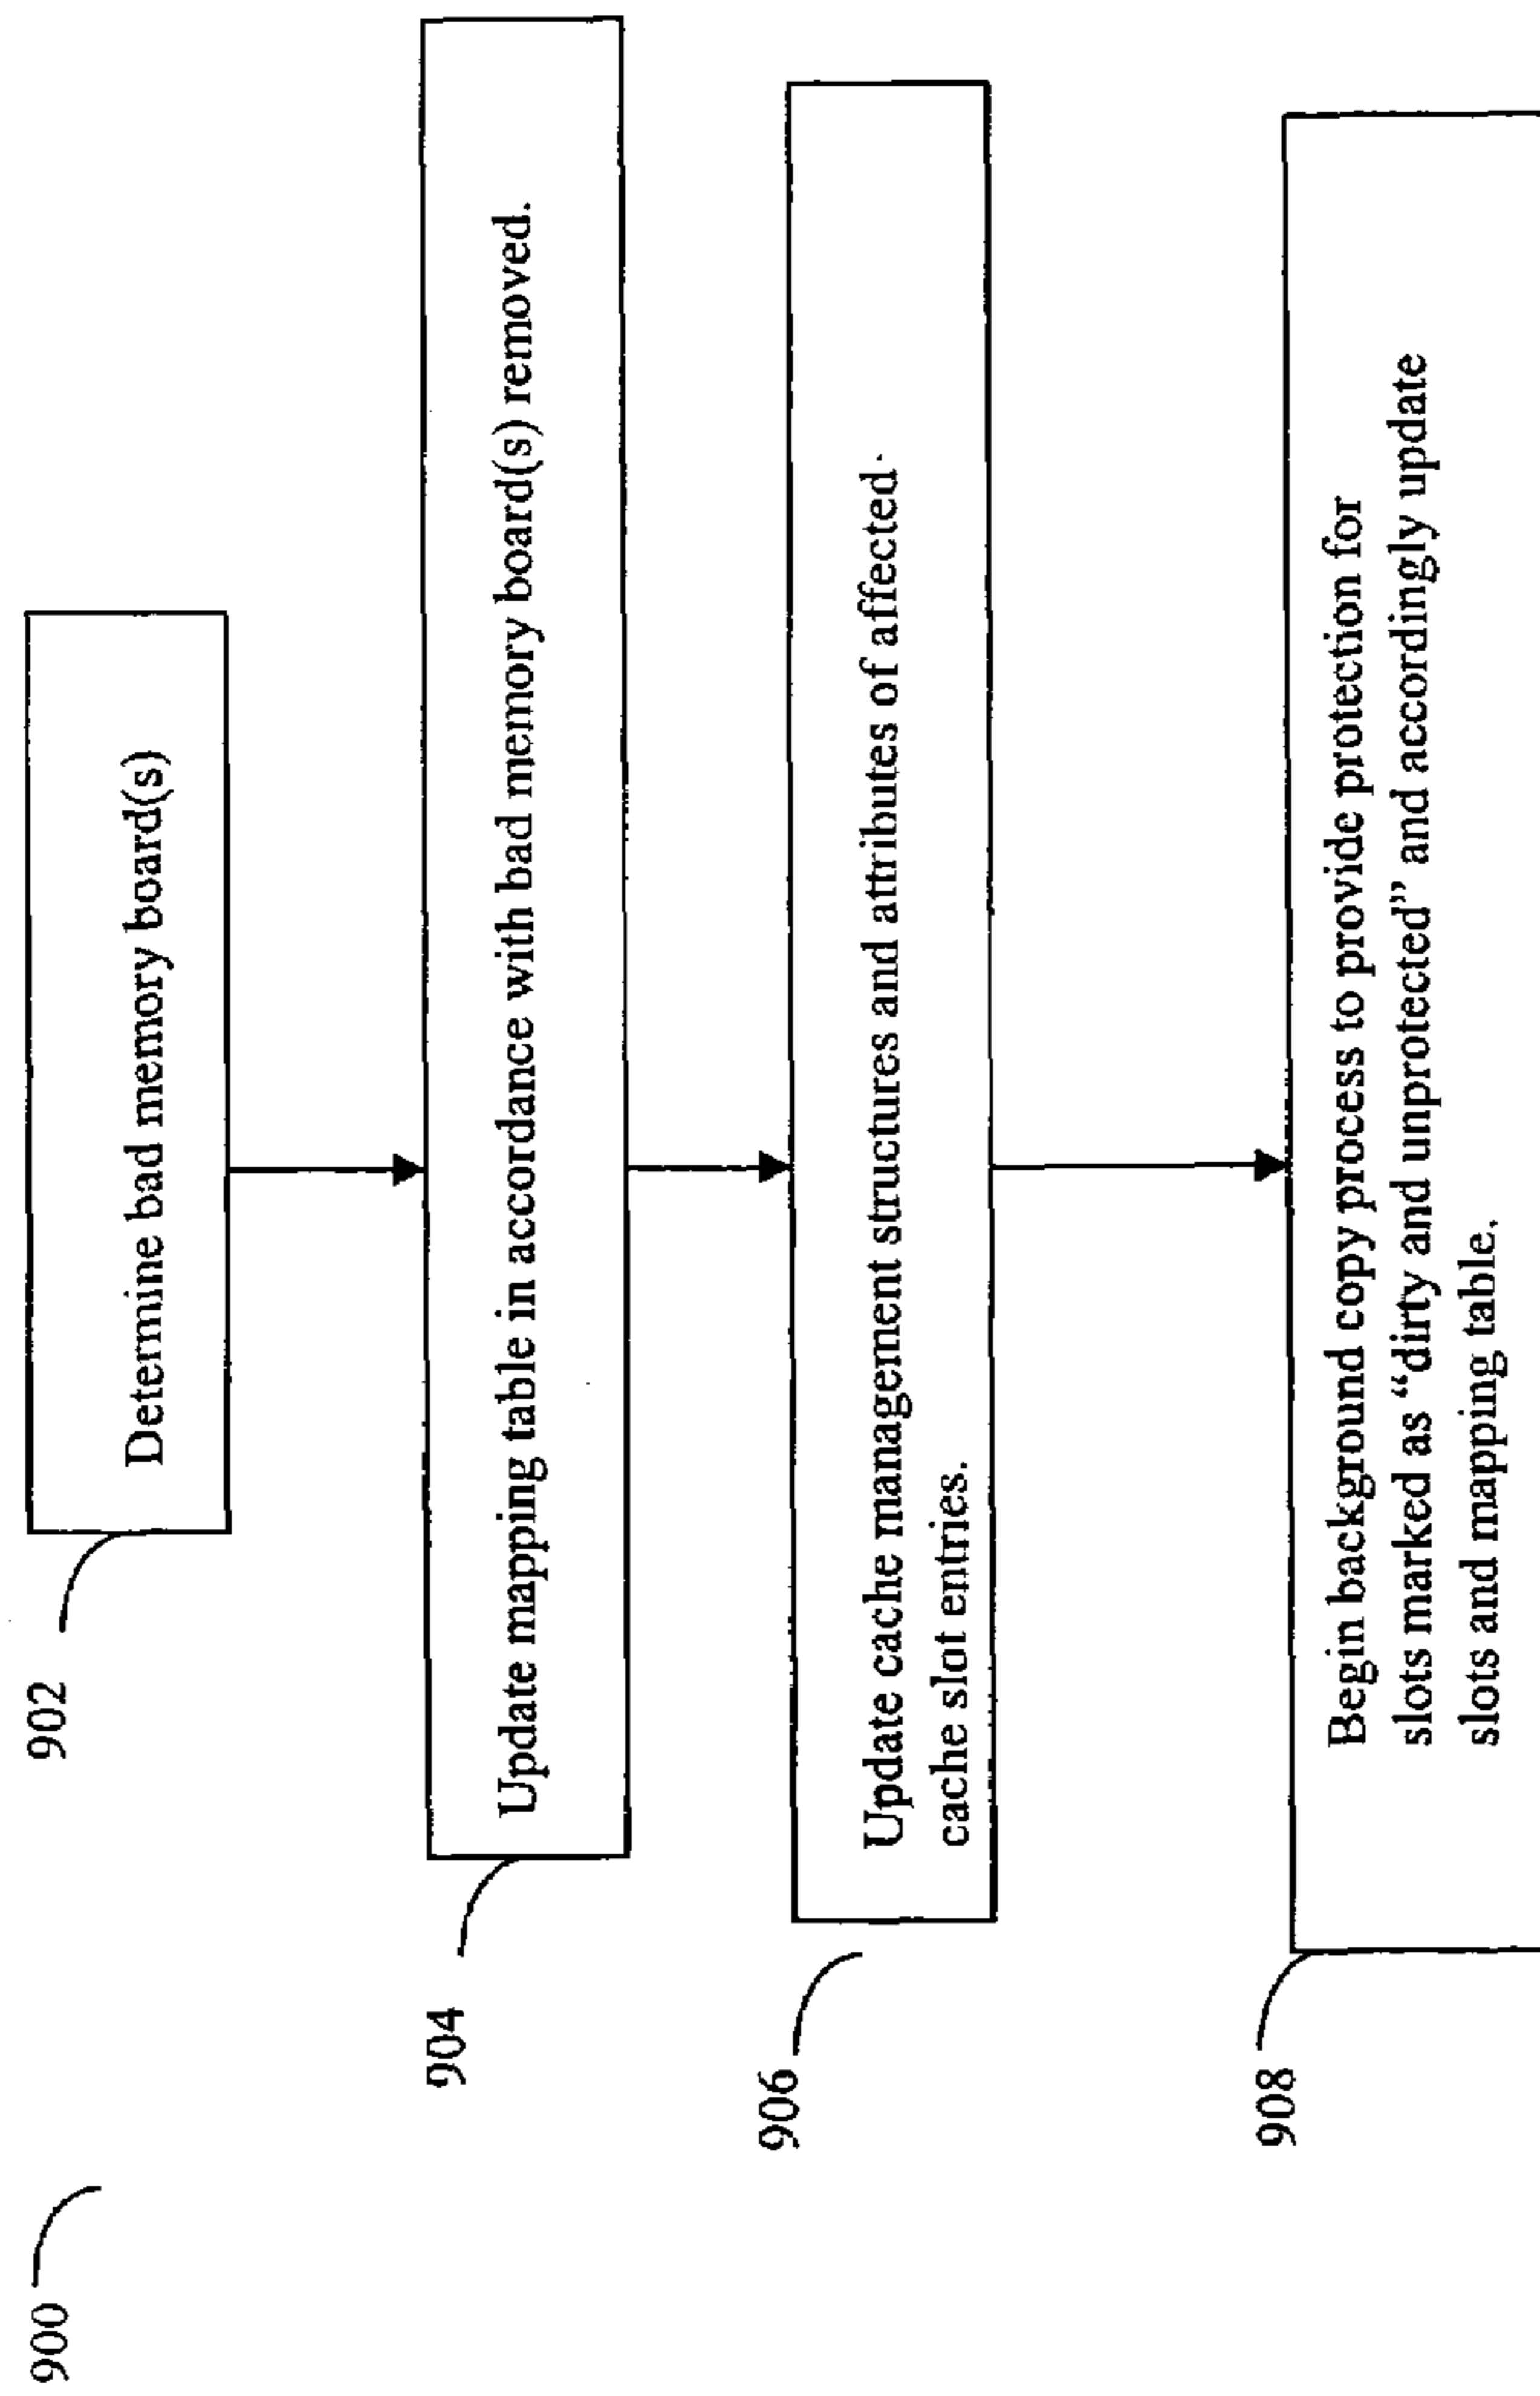 900
902
Determine bad memory board(s)
904
Update mapping table in accordance with bad memory board(s) removed.
906
Update cache management structures and attributes of affected
cache slot entries.
908
Begin background copy process to provide protection for
slots marked as “dirty and unprotected” and accordingly update
slots and mapping table.